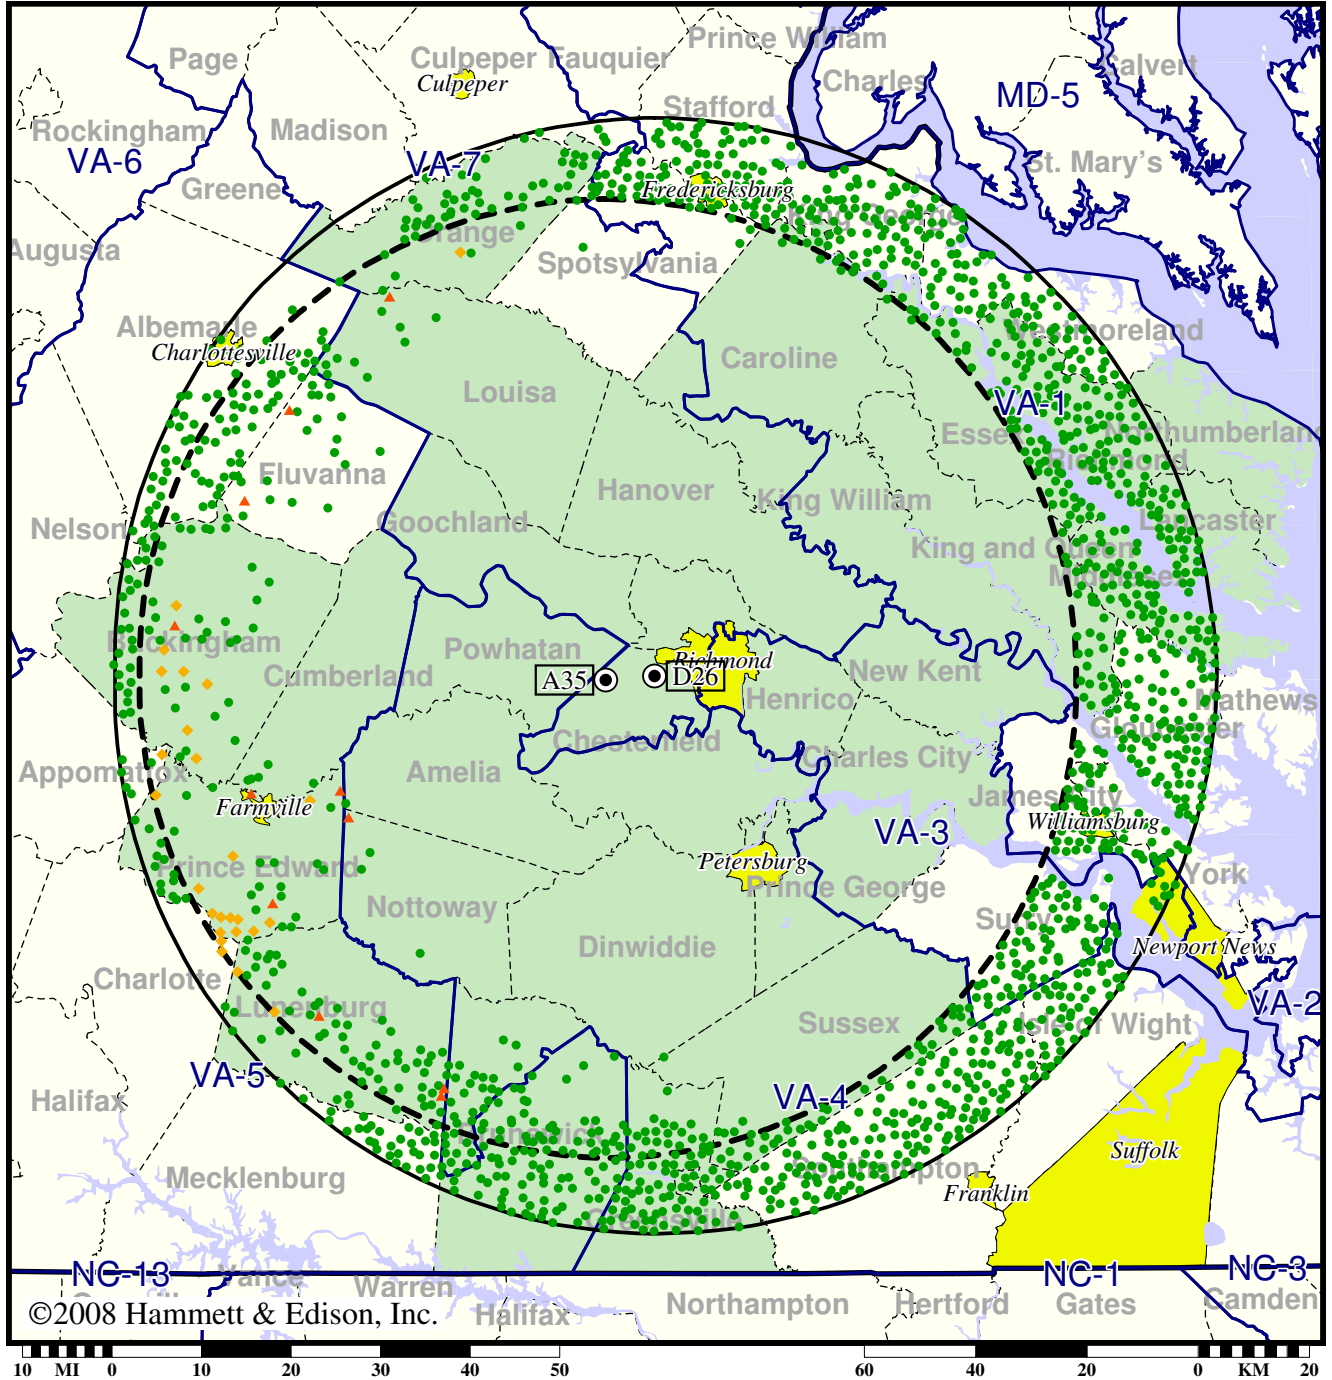 Prince William
Culpeper Fauquier
Page
Culpeper
Calvert
Charles
MD-5
Stafford
Rockingham
Madison
VA-6
VA-7
St. Mary's
Greene
Fredericksburg
King George
Orange
Augusta
Spotsylvania
Albemarle
Westmoreland
Charlottesville
Caroline
Louisa
VA-1
Essex
Northumberland
Richmond
Fluvanna
Hanover
King William
Goochland
Lancaster
Nelson
King and Queen
Middlesex
Buckingham
Powhatan
Richmond
Cumberland
New Kent
A35
D26
Henrico
Mathews
Gloucester
Chesterfield
Charles City
Appomattox
Amelia
James City
Farmville
Williamsburg
VA-3
Petersburg
Prince Edward
York
Prince George
Nottoway
Surry
Dinwiddie
Newport News
Charlotte
Lunenburg
VA-2
Sussex
Isle of Wight
VA-5
Halifax
VA-4
Brunswick
Suffolk
Southampton
Mecklenburg
Franklin
Greensville
NC-13
Vance
NC-1
NC-3
Warren
Northampton
Hertford
Gates
Camden
©2008 Hammett & Edison, Inc.
Halifax
10 MI 0 10 20 30 40 50 60 40 20 0 KM 20